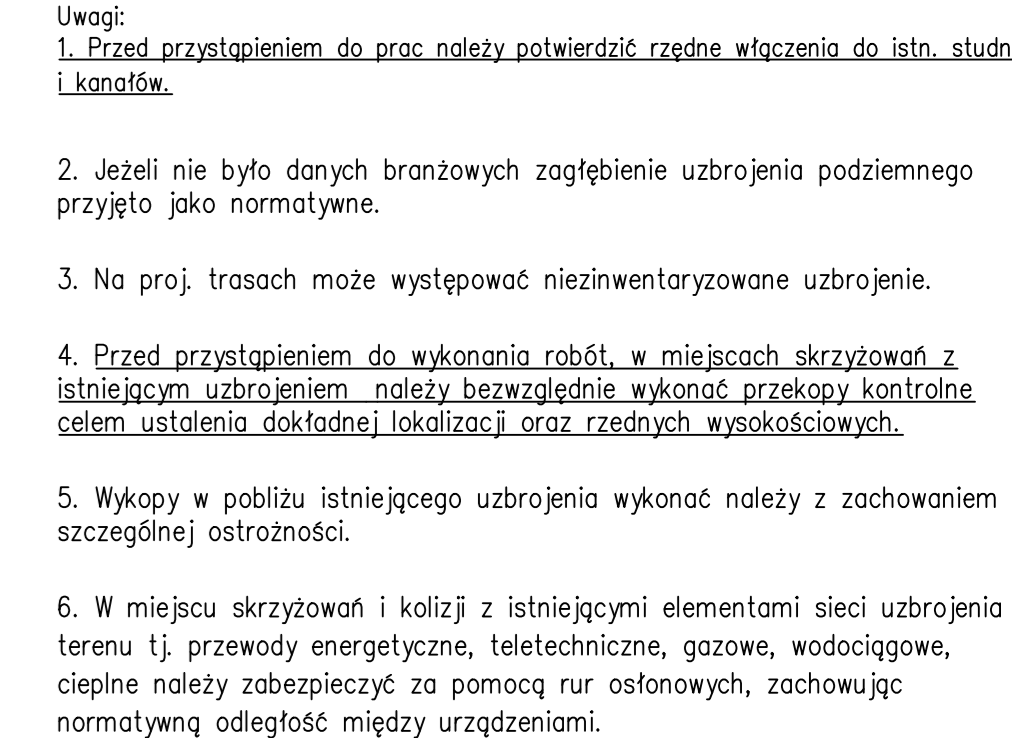 Uwagi:
1. Przed przystąpieniem do prac należy potwierdzić rzędne włączenia do istn. studn
i kanałów.
2. Jeżeli nie było danych branżowych zagłębienie uzbrojenia podziemnego
przyjęto jako normatywne.
3. Na proj. trasach może występować niezinwentaryzowane uzbrojenie.
4. Przed przystąpieniem do wykonania robót, w miejscach skrzyżowań z
istniejącym uzbrojeniem należy bezwzględnie wykonać przekopy kontrolne
celem ustalenia dokładnej lokalizacji oraz rzednych wysokościowych.
5. Wykopy w pobliżu istniejącego uzbrojenia wykonać należy z zachowaniem
szczególnej ostrożności.
6. W miejscu skrzyżowań i kolizji z istniejącymi elementami sieci uzbrojenia
terenu tj. przewody energetyczne, teletechniczne, gazowe, wodociągowe,
cieplne należy zabezpieczyć za pomocą rur osłonowych, zachowując
normatywną odległość między urządzeniami.